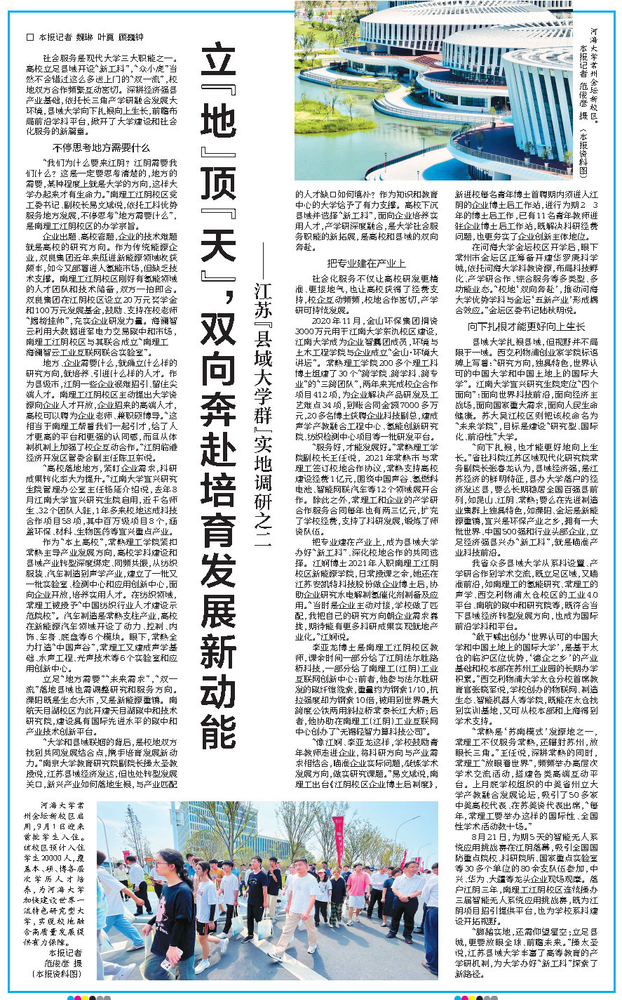 □ 本报记者 魏琳 叶真 顾巍钟
立『地』顶『天』，双向奔赴培育发展新动能
——江苏『县域大学群』实地调研之二
社会服务是现代大学三大职能之一。
高校立足县域开设“新工科”，“众小虎”当
然不会错过这么多送上门的“双一流”，校
地双方合作频繁互动密切。深耕经济强县
产业基础，依托长三角产学研融合发展大
环境，县域大学向下扎根向上生长，前瞻布
局前沿学科平台，掀开了大学建设和社会
化服务的新篇章。
不停思考地方需要什么
“我们为什么要来江阴？江阴需要我
们什么？这是一定要思考清楚的，地方的
需要，某种程度上就是大学的方向，这样大
学办起来才有生命力。”南理工江阴校区党
工委书记、副校长易文斌说，依托工科优势
服务地方发展，不停思考“地方需要什么”，
是南理工江阴校区的办学宗旨。
企业出题、高校答题，企业的技术难题
就是高校的研究方向。作为传统能源企
业，双良集团近年来挺进新能源领域收获
颇丰，如今又部署进入氢能市场，但缺乏技
术支撑。南理工江阴校区刚好有氢能领域
的人才团队和技术储备，双方一拍即合。
双良集团在江阴校区设立20万元奖学金
和100万元发展基金，鼓励、支持在校老师
“揭榜挂帅”，充实企业研发力量。海澜智
云利用大数据进军电力交易碳中和市场，
南理工江阴校区与其联合成立“南理工
海澜智云工业互联网联合实验室”。
地方、企业需要什么，就确立什么样的
研究方向，就培养、引进什么样的人才。作
为县级市，江阴一些企业很难招引、留住尖
端人才。南理工江阴校区主动提出大学资
源向企业人才开放，企业招来的高端人才，
高校可以聘为企业老师、兼职硕博导。“这
相当于南理工帮着我们一起引才，给了人
才更高的平台和更强的认同感，而且从体
制机制上加强了校企互动合作。”江阴临港
经济开发区管委会副主任陈卫东说。
“高校落地地方，紧盯企业需求，科研
成果转化率大为提升。”江南大学宜兴研究
生院管理办公室主任杨延介绍说，去年8
月江南大学宜兴研究生院启用，近千名师
生、32个团队入驻，1年多来校地达成科技
合作项目58项，其中百万级项目8个，涵
盖环保、材料、生物医药等宜兴重点产业。
作为“本土高校”，常熟理工学院紧扣
常熟主导产业发展方向，高校学科建设和
县域产业转型深度绑定、同频共振，从纺织
服装、汽车制造到声学产业，建立了一批又
一批实验室、检测中心和应用创新中心，面
向企业开放，培养实用人才。在纺织领域，
常理工被授予“中国纺织行业人才建设示
范院校”。汽车制造是常熟支柱产业，高校
在新能源汽车领域开设了动力、控制、内
饰、车身、底盘等6个模块。眼下，常熟全
力打造“中国声谷”，常理工又建成声学基
础、水声工程、光声技术等6个实验室和应
用创新中心。
立足“地方需要”“未来需求”，“双一
流”落地县域也需调整研究和服务方向。
溧阳既是生态大市，又是新能源重镇。南
航天目湖校区为此开建天目湖碳中和技术
研究院，建设具有国际先进水平的碳中和
产业技术创新平台。
“大学和县域联姻的背后，是校地双方
找到共同发展结合点，携手培育发展新动
力。”南京大学教育研究院副院长操太圣教
授说，江苏县域经济发达，但也处转型发展
关口，新兴产业如何落地生根，与产业匹配
的人才缺口如何填补？作为知识和教育
中心的大学给予了有力支撑。高校下沉
县域并选择“新工科”，面向企业培养实
用人才，产学研深度融合，是大学社会服
务职能的新拓展，是高校和县域的双向
奔赴。
把专业建在产业上
社会化服务不仅让高校研发更精
准、更接地气，也让高校获得了经费支
持，校企互动频频，校地合作密切，产学
研可持续发展。
2020年11月，金山环保集团捐资
3000万元用于江南大学东氿校区建设，
江南大学成为企业智囊团成员，环境与
土木工程学院与企业成立“金山·环境大
讲坛”。常熟理工学院200多个理工科
博士组建了30个“跨学院、跨学科、跨专
业”的“三跨团队”，两年来完成校企合作
项目412项，为企业解决产品研发及工
艺难点34项，到账合同金额7000多万
元，20多名博士获聘企业科技副总，建成
声学产教融合工程中心、氢能创新研究
院、纺织检测中心项目等一批研发平台。
“服务好，才能发展好。”常熟理工学
院副校长王任说，2021年常熟市与常
理工签订校地合作协议，常熟支持高校
建设经费1亿元，围绕中国声谷、氢燃料
电池、智能网联汽车等12个领域展开合
作。除此之外，常理工和企业的产学研
合作服务合同每年也有两三亿元，扩充
了学校经费，支持了科研发展，锻炼了师
资队伍。
把专业建在产业上，成为县域大学
办好“新工科”、深化校地合作的共同选
择。江娴博士2021年入职南理工江阴
校区新能源学院，日常授课之余，她还在
江苏安凯特科技股份做企业博士后，协
助企业研究水电解制氢催化剂制备及应
用。“当时是企业主动对接，学校做了匹
配，我把自己的研究方向朝企业需求靠
拢，期待能有更多科研成果实现就地产
业化。”江娴说。
李亚龙博士是南理工江阴校区教
师，课余时间一部分给了江阴法尔胜路
桥科技，一部分给了南理工（江阴）工业
互联网创新中心：前者，他参与法尔胜研
发的碳纤维缆索，重量约为钢索1/10，抗
拉强度却为钢索10倍，被用到世界最大
跨度公铁两用斜拉桥常泰长江大桥；后
者，他协助在南理工（江阴）工业互联网
中心创办了“无锡轻智力算科技公司”。
“像江娴、李亚龙这样，学校鼓励青
年教师走进企业，将科研方向与产业需
求相结合，瞄准企业实际问题，凝练学术
发展方向，做实研究课题。”易文斌说，南
理工出台《江阴校区企业博士后制度》，
新进校每名青年博士首聘期内须进入江
阴的企业博士后工作站，进行为期2 3
年的博士后工作，已有11名青年教师进
驻企业博士后工作站，既解决科研经费
问题，也更夯实了企业创新主体地位。
在河海大学金坛校区开学后，眼下
常州市金坛区正筹备开建华罗庚科学
城，依托河海大学科教资源，布局科技孵
化、产学研合作、综合服务等多类型、多
功能业态。“校地‘双向奔赴’，推动河海
大学优势学科与金坛‘五新产业’形成耦
合效应。”金坛区委书记陆秋明说。
向下扎根才能更好向上生长
县域大学扎根县域，但视野并不局
限于一域。西交利物浦创业家学院标语
牌上写着：“研究方向，独具特色，世界认
可的中国大学和中国土地上的国际大
学”。江南大学宜兴研究生院定位“四个
面向”：面向世界科技前沿，面向经济主
战场，面向国家重大需求，面向人民生命
健康。苏大吴江校区则把该校命名为
“未来学院”，目标是建设“研究型、国际
化、前沿性”大学。
“向下扎根，也才能更好地向上生
长。”省社科院江苏区域现代化研究院常
务副院长张春龙认为，县域经济强，是江
苏经济的鲜明特征，县办大学落户的经
济发达县，要么长期稳居全国百强县前
列，如昆山、江阴、常熟；要么在先进制造
业集群上独具特色，如溧阳、金坛是新能
源重镇，宜兴是环保产业之乡，拥有一大
批世界、中国500强和行业头部企业，立
足经济强县兴办“新工科”，就是瞄准产
业科技前沿。
我省众多县域大学从系科设置、产
学研合作到学术交流，既立足区域，又瞄
准前沿，如南理工的氢能研究、常理工的
声学、西交利物浦太仓校区的工业4.0
平台、南航的碳中和研究院等，既符合当
下县域经济转型发展方向，也成为国际
前沿学科和平台。
“敢于喊出创办‘世界认可的中国大
学和中国土地上的国际大学’，是基于太
仓的临沪区位优势，‘德企之乡’的产业
基础和校本部在苏州工业园的长期办学
积累。”西交利物浦大学太仓分校首席教
育官张晓军说，学校创办的物联网、制造
生态、智能机器人等学院，既能在太仓找
到实训基地，又可从校本部和上海得到
学术支持。
“常熟是‘苏南模式’发源地之一，
常理工不仅服务常熟，还辐射苏州，放
眼长三角。”王任说，深耕常熟的同时，
常理工“放眼看世界”，频频举办高层次
学术交流活动，搭建各类高端互动平
台。上月底学校组织的中美省州立大
学产教融合发展论坛，吸引了50多家
中美高校代表、在苏美资代表出席，“每
年，常理工要举办这样的国际性、全国
性学术活动数十场。”
8月21日，为期5天的智能无人系
统应用挑战赛在江阴落幕，吸引全国国
防重点院校、科研院所、国家重点实验室
等30多个单位的80余支队伍参加，中
兴、华为、大疆等龙头企业现场观摩。落
户江阴三年，南理工江阴校区连续操办
三届智能无人系统应用挑战赛，既为江
阴项目招引提供平台，也为学校系科建
设开拓视野。
“脚踏实地，还需仰望星空；立足县
域，更要放眼全球、前瞻未来。”操太圣
说，江苏县域大学丰富了高等教育的产
学研机制，为大学办好“新工科”探索了
新路径。
河海大学常州金坛新校区。
本报记者 范俊彦 摄 （本报资料图）
河海大学常
州金坛新校区启
用，9月1日迎来
首批学生入住。
该校区预计入住
学生20000人，覆
盖本、硕、博各层
次学历人才培
养，为河海大学
加快建设世界一
流特色研究型大
学，实现校地融
合高质量发展提
供有力保障。
本报记者
范俊彦 摄
（本报资料图）